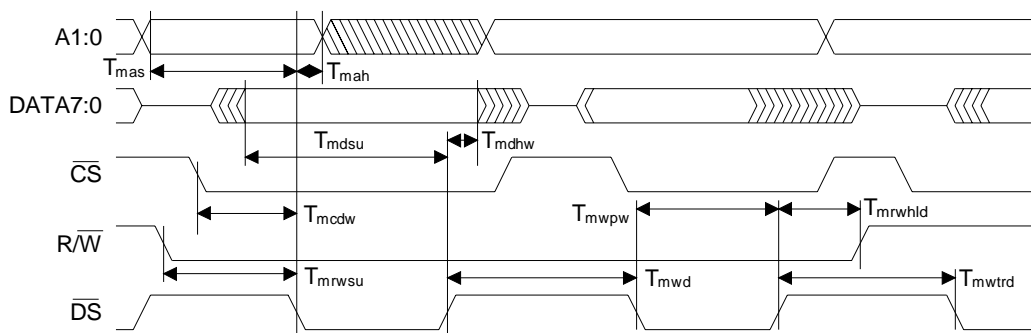 A1:0
Tmas
Tmah
DATA7:0
Tmdsu
Tmdhw
CS
Tmcdw
Tmwpw
Tmrwhld
R/W
Tmrwsu
Tmwd
Tmwtrd
DS